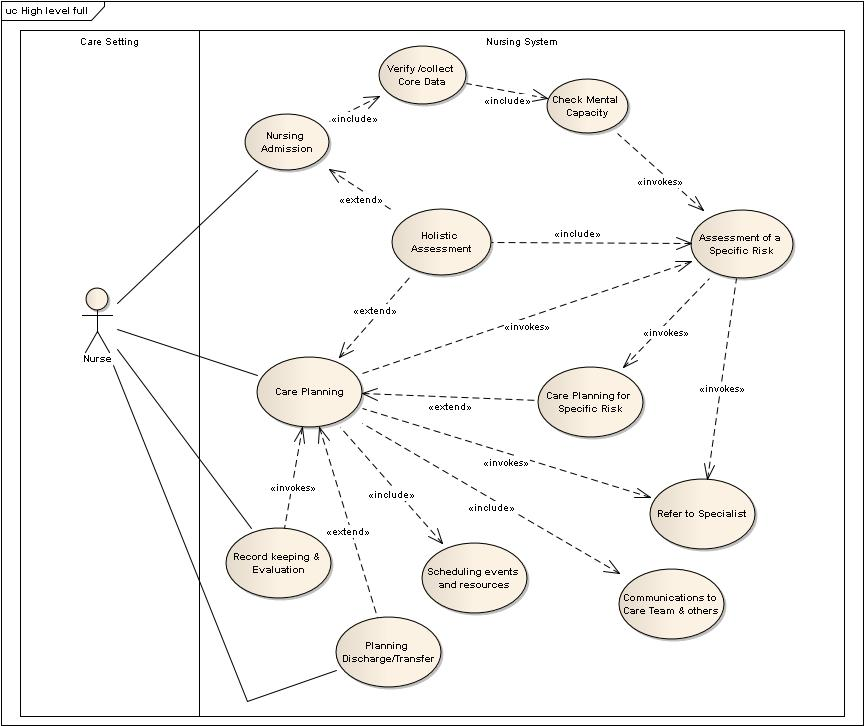 uc High level full
Care Setting
Nursing System
Verify /collect
Core Data
«include»
Check Mental
Capacity
«include»
Nursing
Admission
«invokes»
«extend»
Holistic
Assessment
«include»
Assessment of a
Specific Risk
«extend»
«invokes»
«invokes»
Nurse
Care Planning
«invokes»
Care Planning for
Specific Risk
«extend»
«invokes»
«invokes»
«include»
«include»
Refer to Specialist
«extend»
Record keeping &
Evaluation
Scheduling events
and resources
Communications to
Care Team & others
Planning
Discharge/Transfer